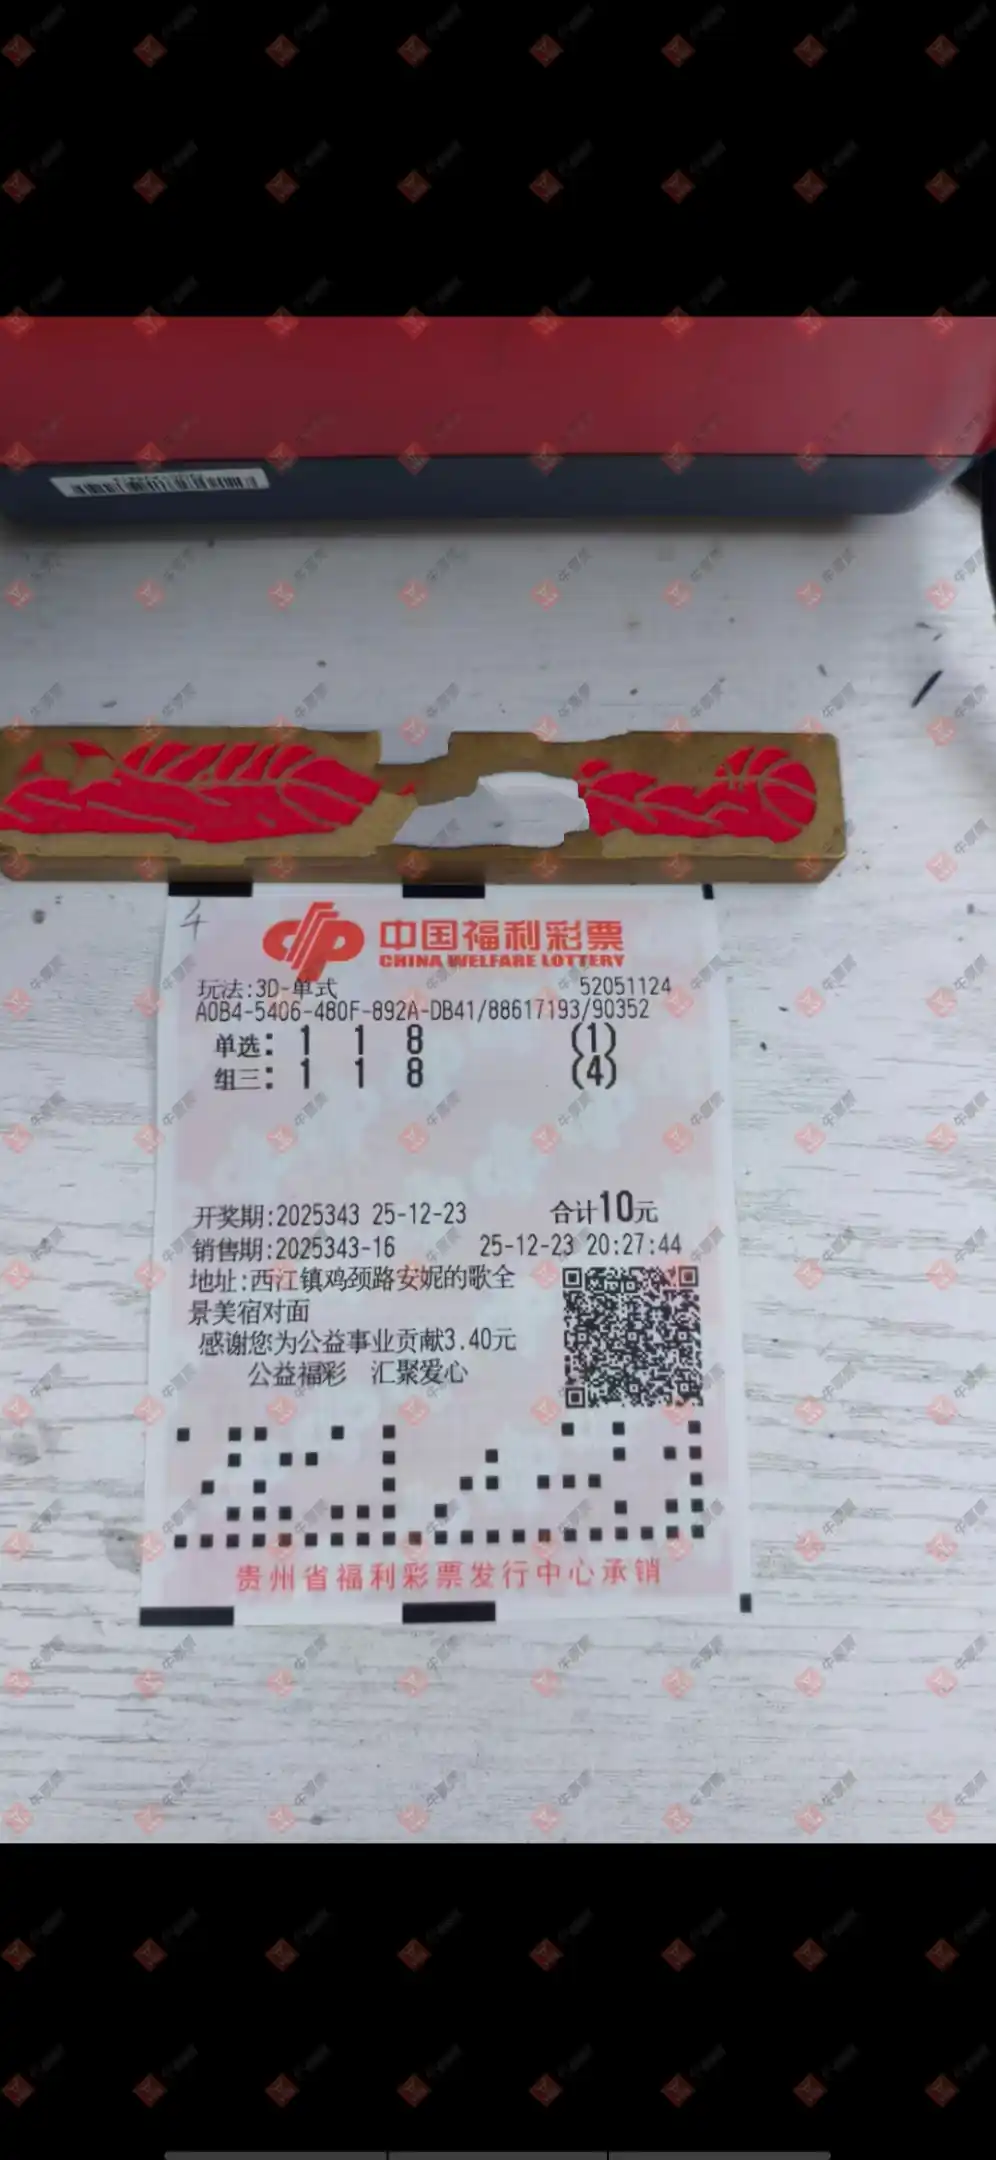 中国福利彩票
CHINA WELFARE LOTTERY
玩法:3D-单式 52051124
A0B4-5406-480F-892A-DB41/88617193/90352
单选: 1 1 8 (1)
组三: 1 1 8 (4)
开奖期:2025343 25-12-23 合计10元
销售期:2025343-16 25-12-23 20:27:44
地址:西江镇鸡颈路安妮的歌全
景美宿对面
感谢您为公益事业贡献3.40元
公益福彩 汇聚爱心
贵州省福利彩票发行中心承销